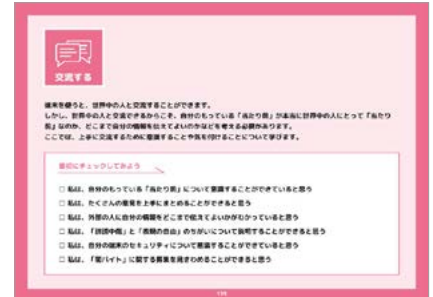 交流する
端末を使うと、世界中の人と交流することができます。
しかし、世界中の人と交流できるからこそ、自分のもっている「当たり前」が本当に世界中の人にとって「当たり
前」なのか、どこまで自分の情報を伝えてよいのかなどを考える必要があります。
ここでは、上手に交流するために意識することや気を付けることについて学びます。
最初にチェックしてみよう
□ 私は、自分のもっている「当たり前」について意識することができていると思う
□ 私は、たくさんの意見を上手にまとめることができていると思う
□ 私は、外部の人に自分の情報をどこまで伝えてよいかがわかっていると思う
□ 私は、「誹謗中傷」と「表現の自由」のちがいについて説明することができると思う
□ 私は、自分の端末のセキュリティについて意識することができていると思う
□ 私は、「闇バイト」に関する募集を見きわめることができると思う